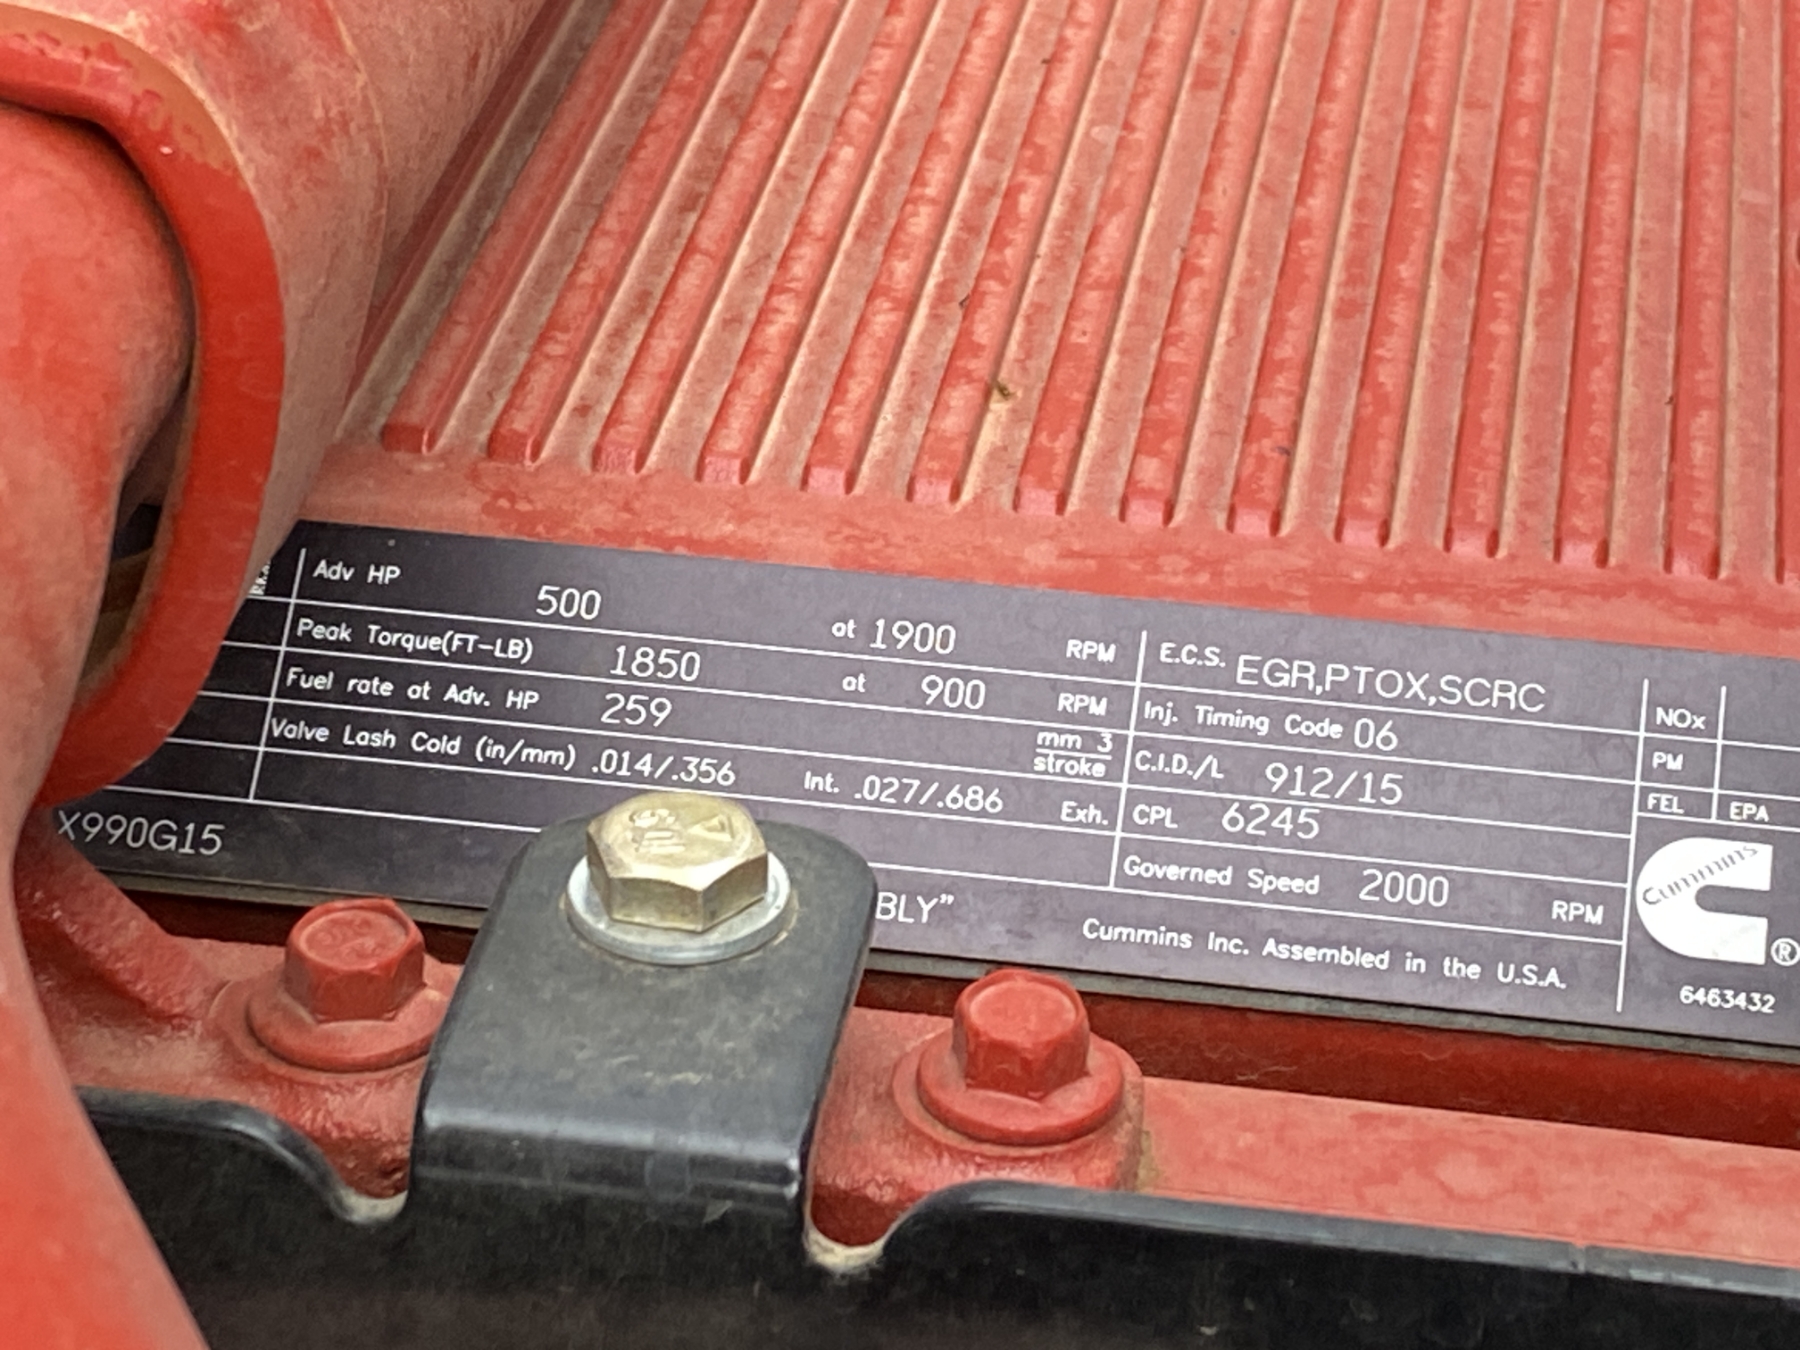 Adv HP 500 at 1900 RPM
Peak Torque(FT-LB) 1850 at 900 RPM
Fuel rate at Adv. HP 259 mm 3 stroke
Valve Lash Cold (in/mm) .014/.356 Int. .027/.686 Exh.
X990G15
BLY"
E.C.S. EGR,PTOX,SCRC
Inj. Timing Code 06
C.I.D./L 912/15
CPL 6245
Governed Speed 2000 RPM
Cummins Inc. Assembled in the U.S.A.
NOx
PM
FEL EPA
Cummins
®
6463432